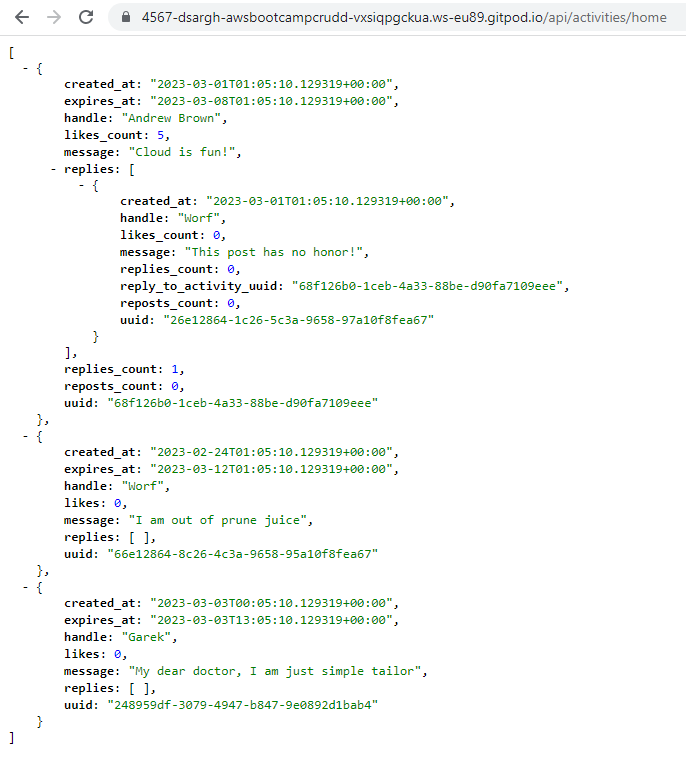 4567-dsargh-awsbootcampcrudd-vxsiqpgckua.ws-eu89.gitpod.io/api/activities/home
[
- {
created_at: "2023-03-01T01:05:10.129319+00:00",
expires_at: "2023-03-08T01:05:10.129319+00:00",
handle: "Andrew Brown",
likes_count: 5,
message: "Cloud is fun!",
- replies: [
- {
created_at: "2023-03-01T01:05:10.129319+00:00",
handle: "Worf",
likes_count: 0,
message: "This post has no honor!",
replies_count: 0,
reply_to_activity_uuid: "68f126b0-1ceb-4a33-88be-d90fa7109eee",
reposts_count: 0,
uuid: "26e12864-1c26-5c3a-9658-97a10f8fea67"
}
],
replies_count: 1,
reposts_count: 0,
uuid: "68f126b0-1ceb-4a33-88be-d90fa7109eee"
},
- {
created_at: "2023-02-24T01:05:10.129319+00:00",
expires_at: "2023-03-12T01:05:10.129319+00:00",
handle: "Worf",
likes: 0,
message: "I am out of prune juice",
replies: [ ],
uuid: "66e12864-8c26-4c3a-9658-95a10f8fea67"
},
- {
created_at: "2023-03-03T00:05:10.129319+00:00",
expires_at: "2023-03-03T13:05:10.129319+00:00",
handle: "Garek",
likes: 0,
message: "My dear doctor, I am just simple tailor",
replies: [ ],
uuid: "248959df-3079-4947-b847-9e0892d1bab4"
}
]